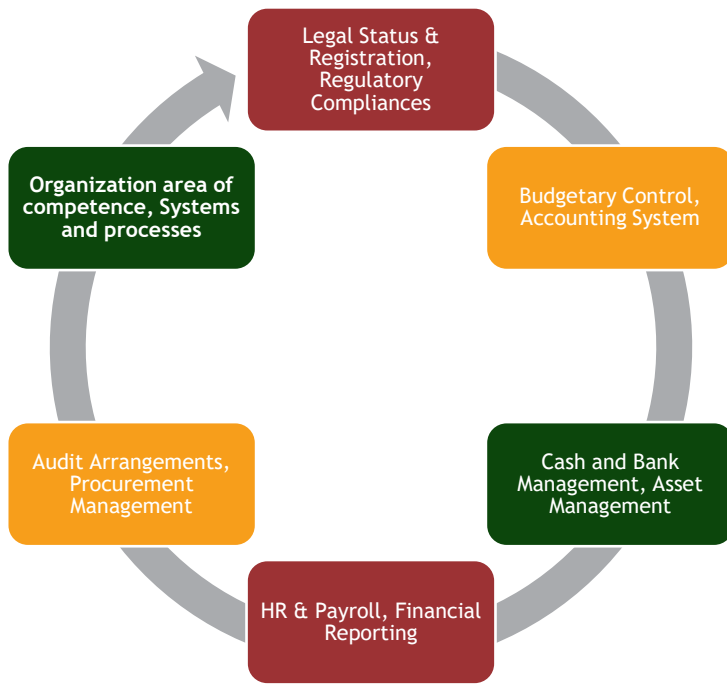 Legal Status &
Registration,
Regulatory
Compliances
Budgetary Control,
Accounting System
Cash and Bank
Management, Asset
Management
HR & Payroll, Financial
Reporting
Audit Arrangements,
Procurement
Management
Organization area of
competence, Systems
and processes